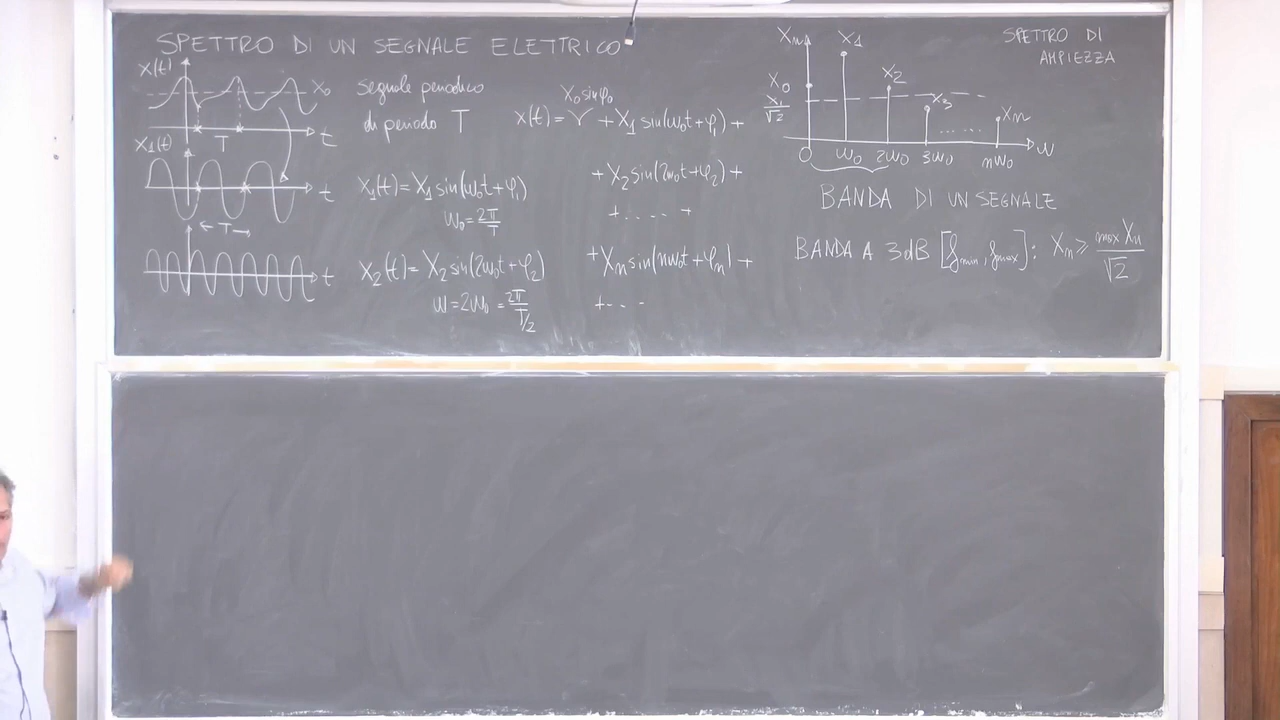 SPETTRO DI UN SEGNALE ELETTRICO
x(t)
X₀
T
t
segnale periodico
di periodo T
x₁(t)
t
← T →
x₁(t) = X₁ sin(ω₀t + φ₁)
ω₀ = 2π/T
t
x₂(t) = X₂ sin(2ω₀t + φ₂)
ω = 2ω₀ = 2π/T/2
X₀ sin φ₀
x(t) = + X₁ sin(ω₀t + φ₁) +
+ X₂ sin(2ω₀t + φ₂) +
+ .... +
+ Xₙ sin(nω₀t + φₙ) +
+ ...
SPETTRO DI
AMPIEZZA
Xₙ
X₁
X₀
X₂
X₁/√2
X₃
......
Xₙ
0 ω₀ 2ω₀ 3ω₀ nω₀ ω
BANDA DI UN SEGNALE
BANDA A 3dB [fmin, fmax]: Xₙ ≥ max Xₙ/√2